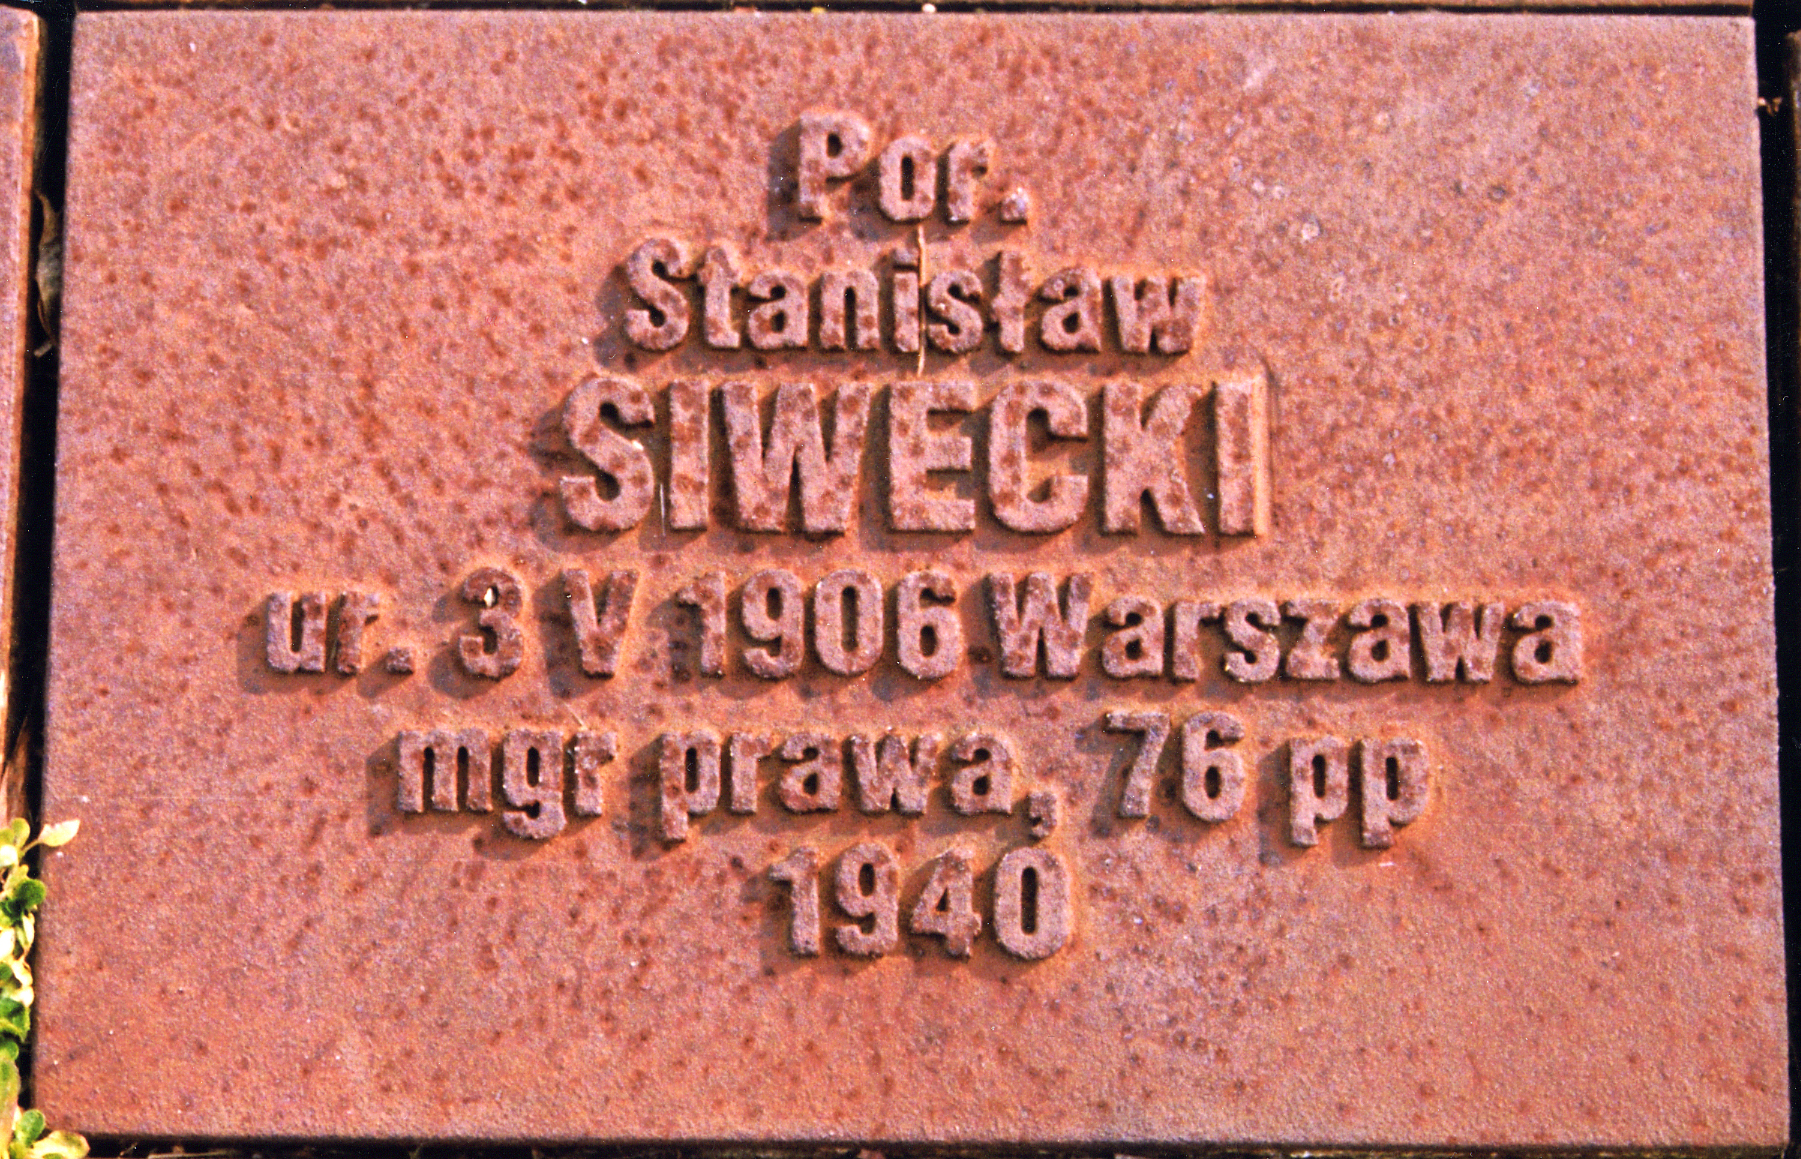 Por.
Stanisław
SIWECKI
ur. 3 V 1906 Warszawa
mgr prawa, 76 pp
1940